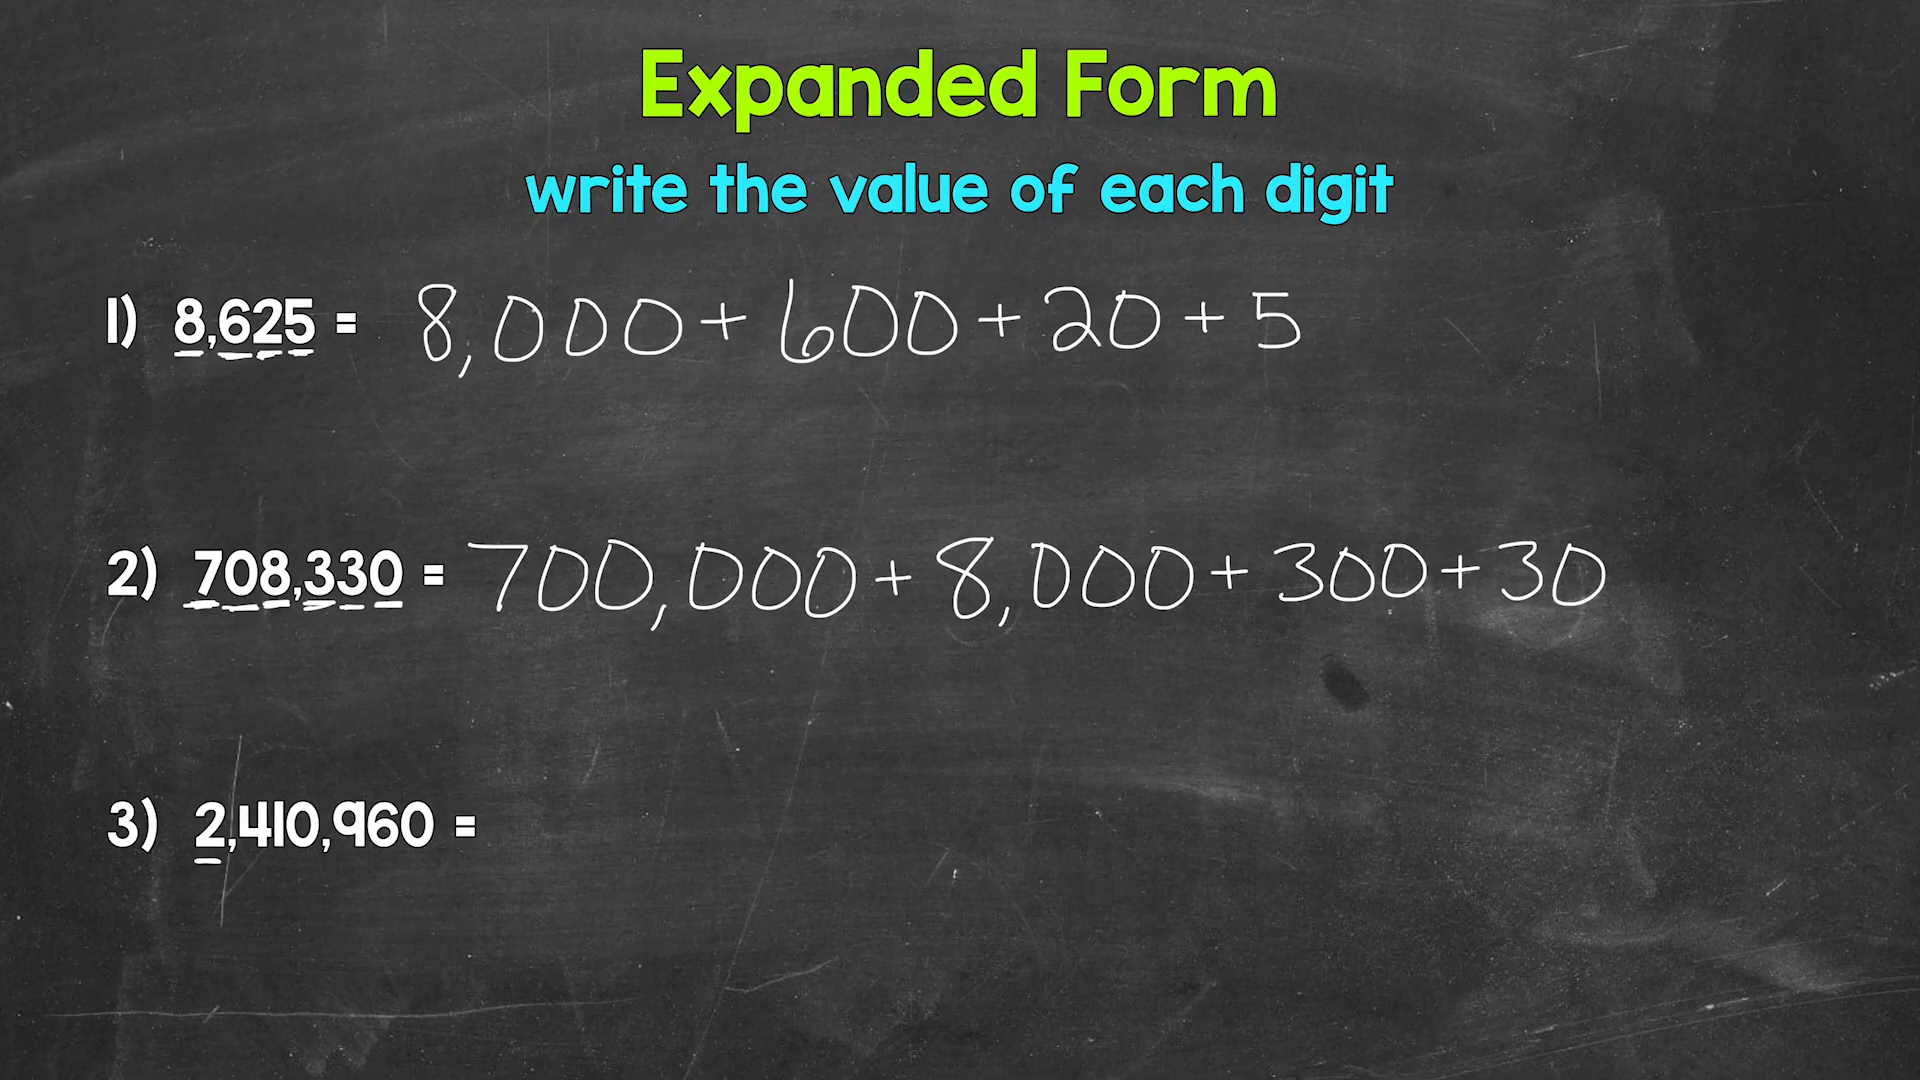 Expanded Form
write the value of each digit
1) 8,625 = 8,000 + 600 + 20 + 5
2) 708,330 = 700,000 + 8,000 + 300 + 30
3) 2,410,960 =